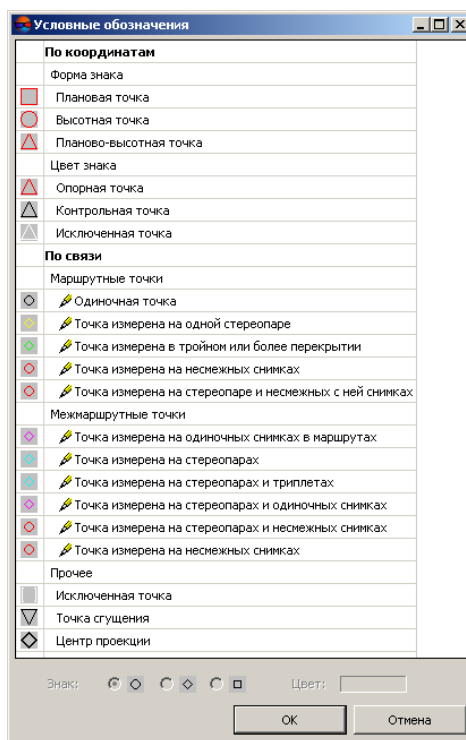 Условные обозначения
По координатам
Форма знака
Плановая точка
Высотная точка
Планово-высотная точка
Цвет знака
Опорная точка
Контрольная точка
Исключенная точка
По связи
Маршрутные точки
Одиночная точка
Точка измерена на одной стереопаре
Точка измерена в тройном или более перекрытии
Точка измерена на несмежных снимках
Точка измерена на стереопаре и несмежных с ней снимках
Межмаршрутные точки
Точка измерена на одиночных снимках в маршрутах
Точка измерена на стереопарах
Точка измерена на стереопарах и триплетах
Точка измерена на стереопарах и одиночных снимках
Точка измерена на стереопарах и несмежных снимках
Точка измерена на несмежных снимках
Прочее
Исключенная точка
Точка сгущения
Центр проекции
Знак: Цвет:
OK Отмена